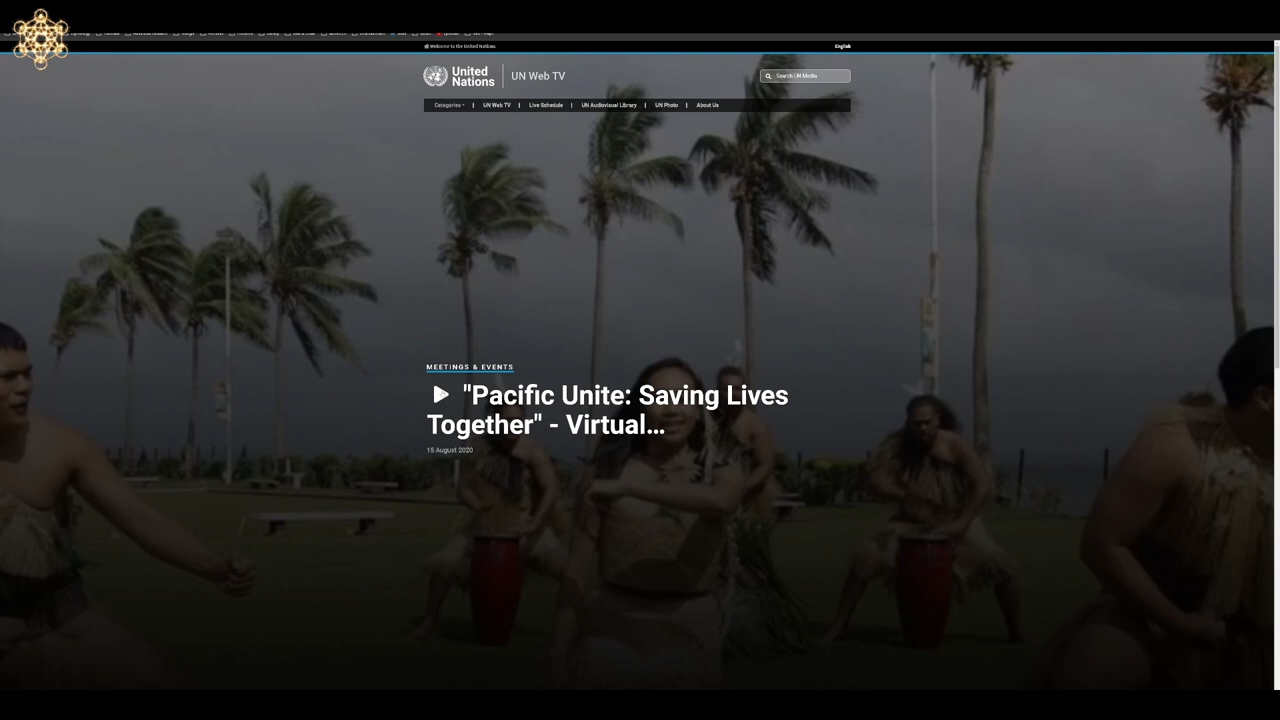 Welcome to the United Nations
English
United
Nations
UN Web TV
Search UN Media
Categories
UN Web TV
Live Schedule
UN Audiovisual Library
UN Photo
About Us
MEETINGS & EVENTS
"Pacific Unite: Saving Lives
Together" - Virtual...
15 August 2020